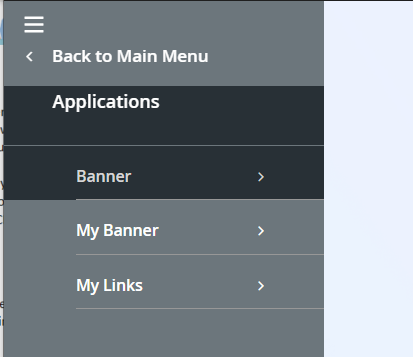 Back to Main Menu
Applications
Banner
My Banner
My Links